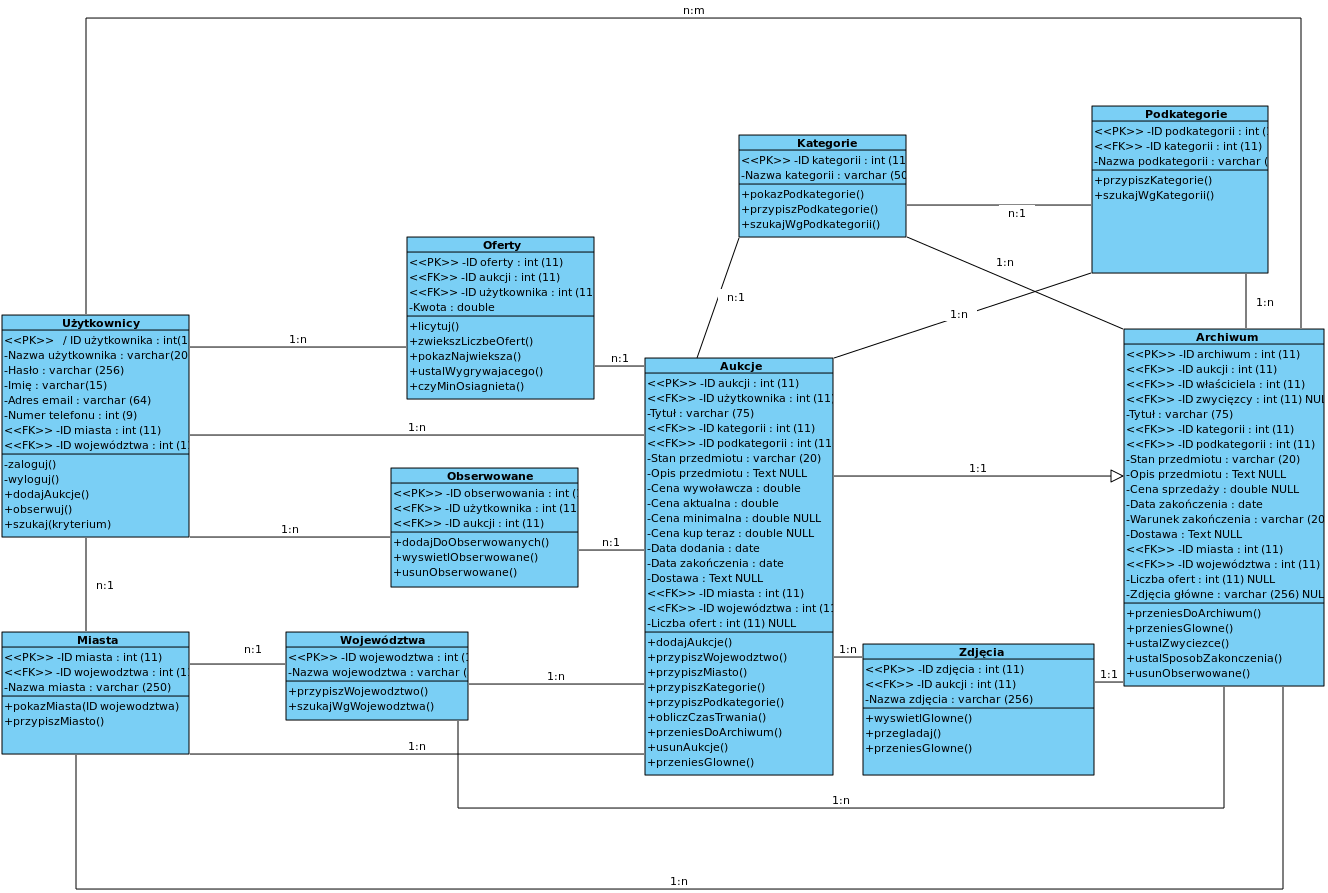 n:m
Podkategorie
<<PK>> -ID podkategorii : int (
<<FK>> -ID kategorii : int (11)
-Nazwa podkategorii : varchar (
+przypiszKategorie()
+szukajWgKategorii()
Kategorie
<<PK>> -ID kategorii : int (11
-Nazwa kategorii : varchar (50
+pokazPodkategorie()
+przypiszPodkategorie()
+szukajWgPodkategorii()
n:1
1:n
n:1
1:n
1:n
Oferty
<<PK>> -ID oferty : int (11)
<<FK>> -ID aukcji : int (11)
<<FK>> -ID użytkownika : int (11
-Kwota : double
+licytuj()
+zwiekszLiczbeOfert()
+pokazNajwieksza()
+ustalWygrywajacego()
+czyMinOsiagnieta()
Użytkownicy
<<PK>> / ID użytkownika : int(1
-Nazwa użytkownika : varchar(20
-Hasło : varchar (256)
-Imię : varchar(15)
-Adres email : varchar (64)
-Numer telefonu : int (9)
<<FK>> -ID miasta : int (11)
<<FK>> -ID województwa : int (1
-zaloguj()
-wyloguj()
+dodajAukcje()
+obserwuj()
+szukaj(kryterium)
1:n
n:1
1:n
1:n
n:1
n:1
Aukcje
<<PK>> -ID aukcji : int (11)
<<FK>> -ID użytkownika : int (11
-Tytuł : varchar (75)
<<FK>> -ID kategorii : int (11)
<<FK>> -ID podkategorii : int (11
-Stan przedmiotu : varchar (20)
-Opis przedmiotu : Text NULL
-Cena wywoławcza : double
-Cena aktualna : double
-Cena minimalna : double NULL
-Cena kup teraz : double NULL
-Data dodania : date
-Data zakończenia : date
-Dostawa : Text NULL
<<FK>> -ID miasta : int (11)
<<FK>> -ID województwa : int (11
-Liczba ofert : int (11) NULL
+dodajAukcje()
+przypiszWojewodztwo()
+przypiszMiasto()
+przypiszKategorie()
+przypiszPodkategorie()
+obliczCzasTrwania()
+przeniesDoArchiwum()
+usunAukcje()
+przeniesGlowne()
1:1
Archiwum
<<PK>> -ID archiwum : int (11)
<<FK>> -ID aukcji : int (11)
<<FK>> -ID właściciela : int (11)
<<FK>> -ID zwycięzcy : int (11) NUL
-Tytuł : varchar (75)
<<FK>> -ID kategorii : int (11)
<<FK>> -ID podkategorii : int (11)
-Stan przedmiotu : varchar (20)
-Opis przedmiotu : Text NULL
-Cena sprzedaży : double NULL
-Data zakończenia : date
-Warunek zakończenia : varchar (20
-Dostawa : Text NULL
<<FK>> -ID miasta : int (11)
<<FK>> -ID województwa : int (11)
-Liczba ofert : int (11) NULL
-Zdjęcia główne : varchar (256) NUL
+przeniesDoArchiwum()
+przeniesGlowne()
+ustalZwyciezce()
+ustalSposobZakonczenia()
+usunObserwowane()
Obserwowane
<<PK>> -ID obserwowania : int (
<<FK>> -ID użytkownika : int (11
<<FK>> -ID aukcji : int (11)
+dodajDoObserwowanych()
+wyswietlObserwowane()
+usunObserwowane()
Miasta
<<PK>> -ID miasta : int (11)
<<FK>> -ID wojewodztwa : int (1
-Nazwa miasta : varchar (250)
+pokazMiasta(ID wojewodztwa)
+przypiszMiasto()
n:1
Województwa
<<PK>> -ID wojewodztwa : int (
-Nazwa wojewodztwa : varchar (
+przypiszWojewodztwo()
+szukajWgWojewodztwa()
1:n
1:n
1:n
Zdjęcia
<<PK>> -ID zdjęcia : int (11)
<<FK>> -ID aukcji : int (11)
-Nazwa zdjęcia : varchar (256)
+wyswietlGlowne()
+przegladaj()
+przeniesGlowne()
1:1
1:n
1:n